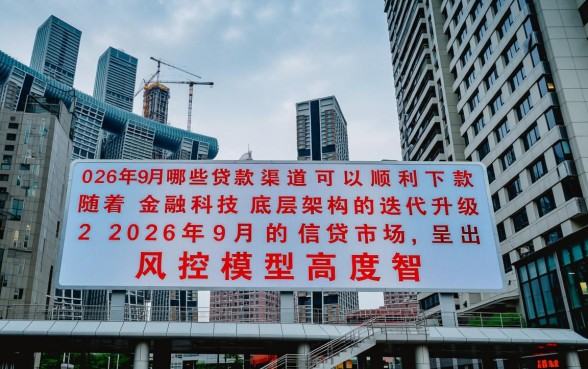 026年9月哪些贷款渠道可以顺利下款
随着 金融科技 底层架构的迭代升级
2 2026年9月的信贷市场，呈出
风控模型高度智